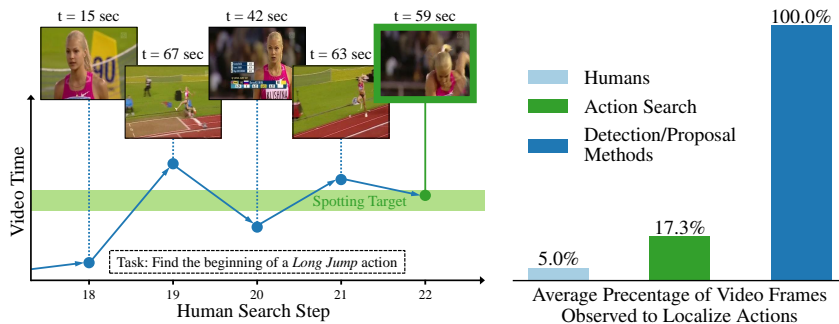 t = 15 sec
t = 67 sec
t = 42 sec
t = 63 sec
t = 59 sec
Video Time
Spotting Target
Task: Find the beginning of a Long Jump action
18
19
20
21
22
Human Search Step
Humans
Action Search
Detection/Proposal
Methods
5.0%
17.3%
100.0%
Average Precentage of Video Frames
Observed to Localize Actions